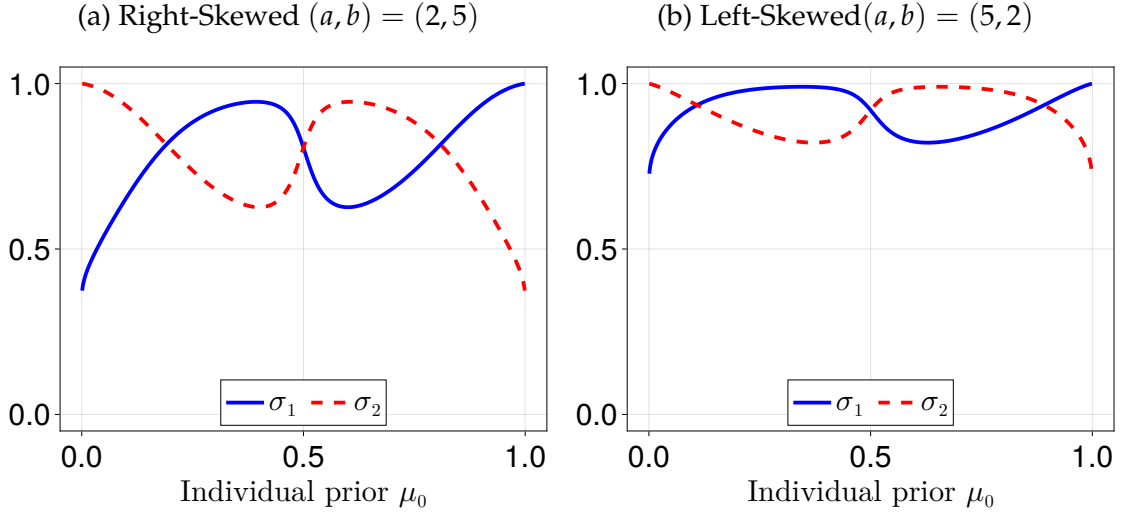 (a) Right-Skewed (a, b) = (2, 5)
1.0
0.5
0.0
σ₁ σ₂
0.0 0.5 1.0
Individual prior μ₀
(b) Left-Skewed(a, b) = (5, 2)
1.0
0.5
0.0
σ₁ σ₂
0.0 0.5 1.0
Individual prior μ₀